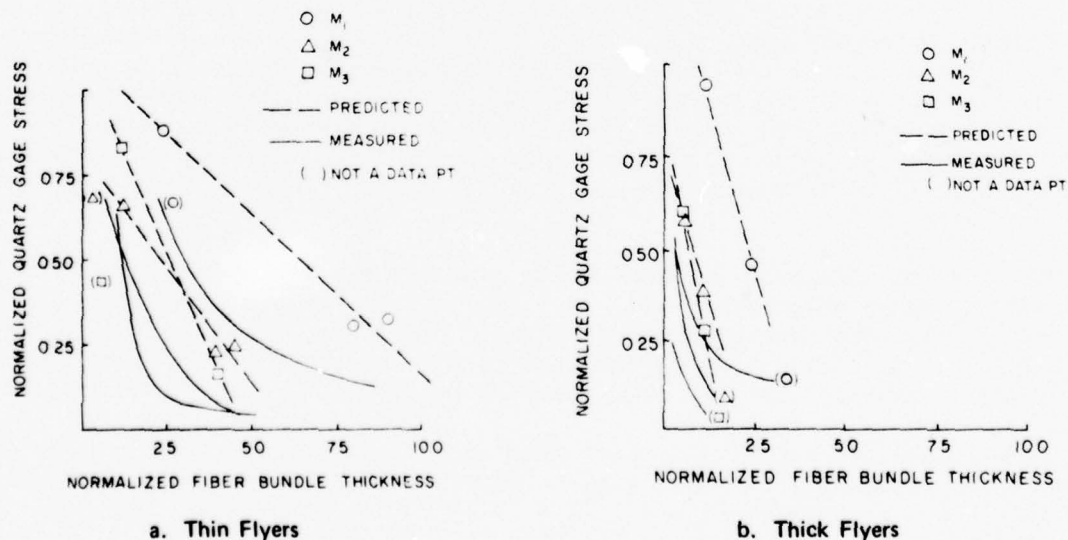 M1
M2
M3
PREDICTED
MEASURED
( ) NOT A DATA PT
NORMALIZED QUARTZ GAGE STRESS
0.75
0.50
0.25
25
50
75
100
NORMALIZED FIBER BUNDLE THICKNESS
a. Thin Flyers
M1
M2
M3
PREDICTED
MEASURED
( ) NOT A DATA PT
NORMALIZED QUARTZ GAGE STRESS
0.75
0.50
0.25
25
50
75
100
NORMALIZED FIBER BUNDLE THICKNESS
b. Thick Flyers